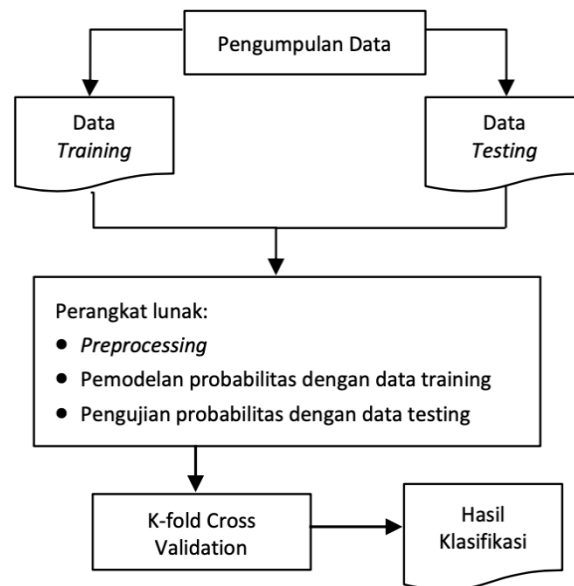 Pengumpulan Data
Data
Training
Data
Testing
Perangkat lunak:
● Preprocessing
● Pemodelan probabilitas dengan data training
● Pengujian probabilitas dengan data testing
K-fold Cross
Validation
Hasil
Klasifikasi